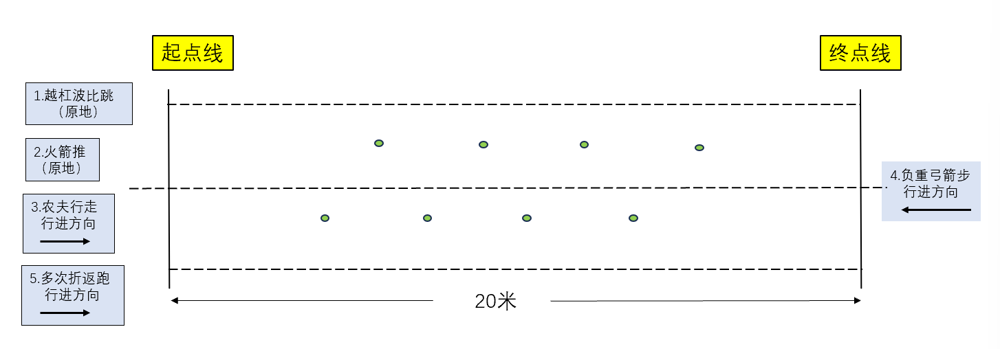 起点线
终点线
1.越杠波比跳
（原地）
2.火箭推
（原地）
3.农夫行走
行进方向
4.负重弓箭步
行进方向
5.多次折返跑
行进方向
20米